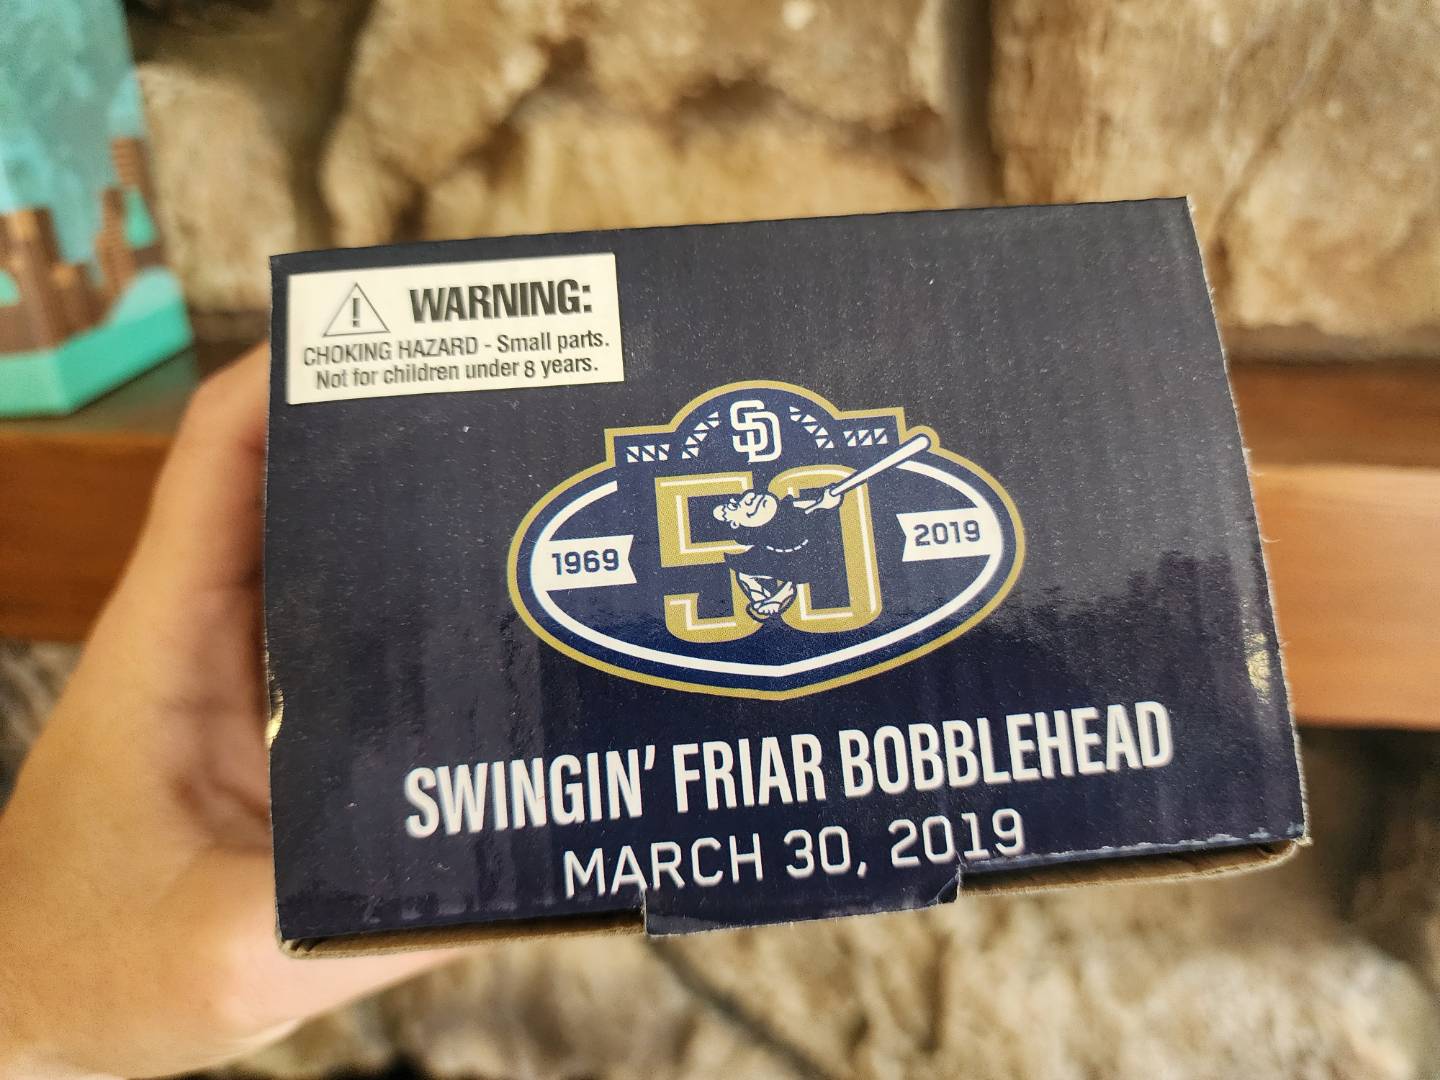 WARNING:
CHOKING HAZARD - Small parts.
Not for children under 8 years.
SD
50
1969
2019
SWINGIN' FRIAR BOBBLEHEAD
MARCH 30, 2019